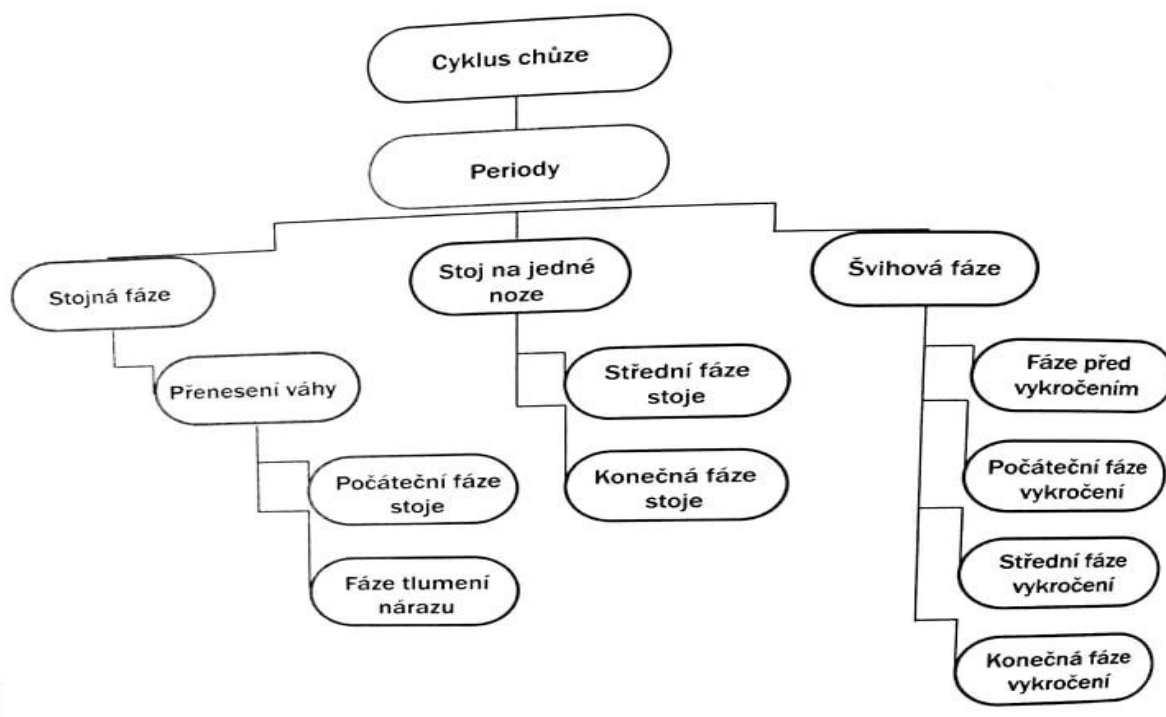 Cyklus chůze
Periody
Stojná fáze
Přenesení váhy
Počáteční fáze
stoje
Fáze tlumení
nárazu
Stoj na jedné
noze
Střední fáze
stoje
Konečná fáze
stoje
Švihová fáze
Fáze před
vykročením
Počáteční fáze
vykročení
Střední fáze
vykročení
Konečná fáze
vykročení